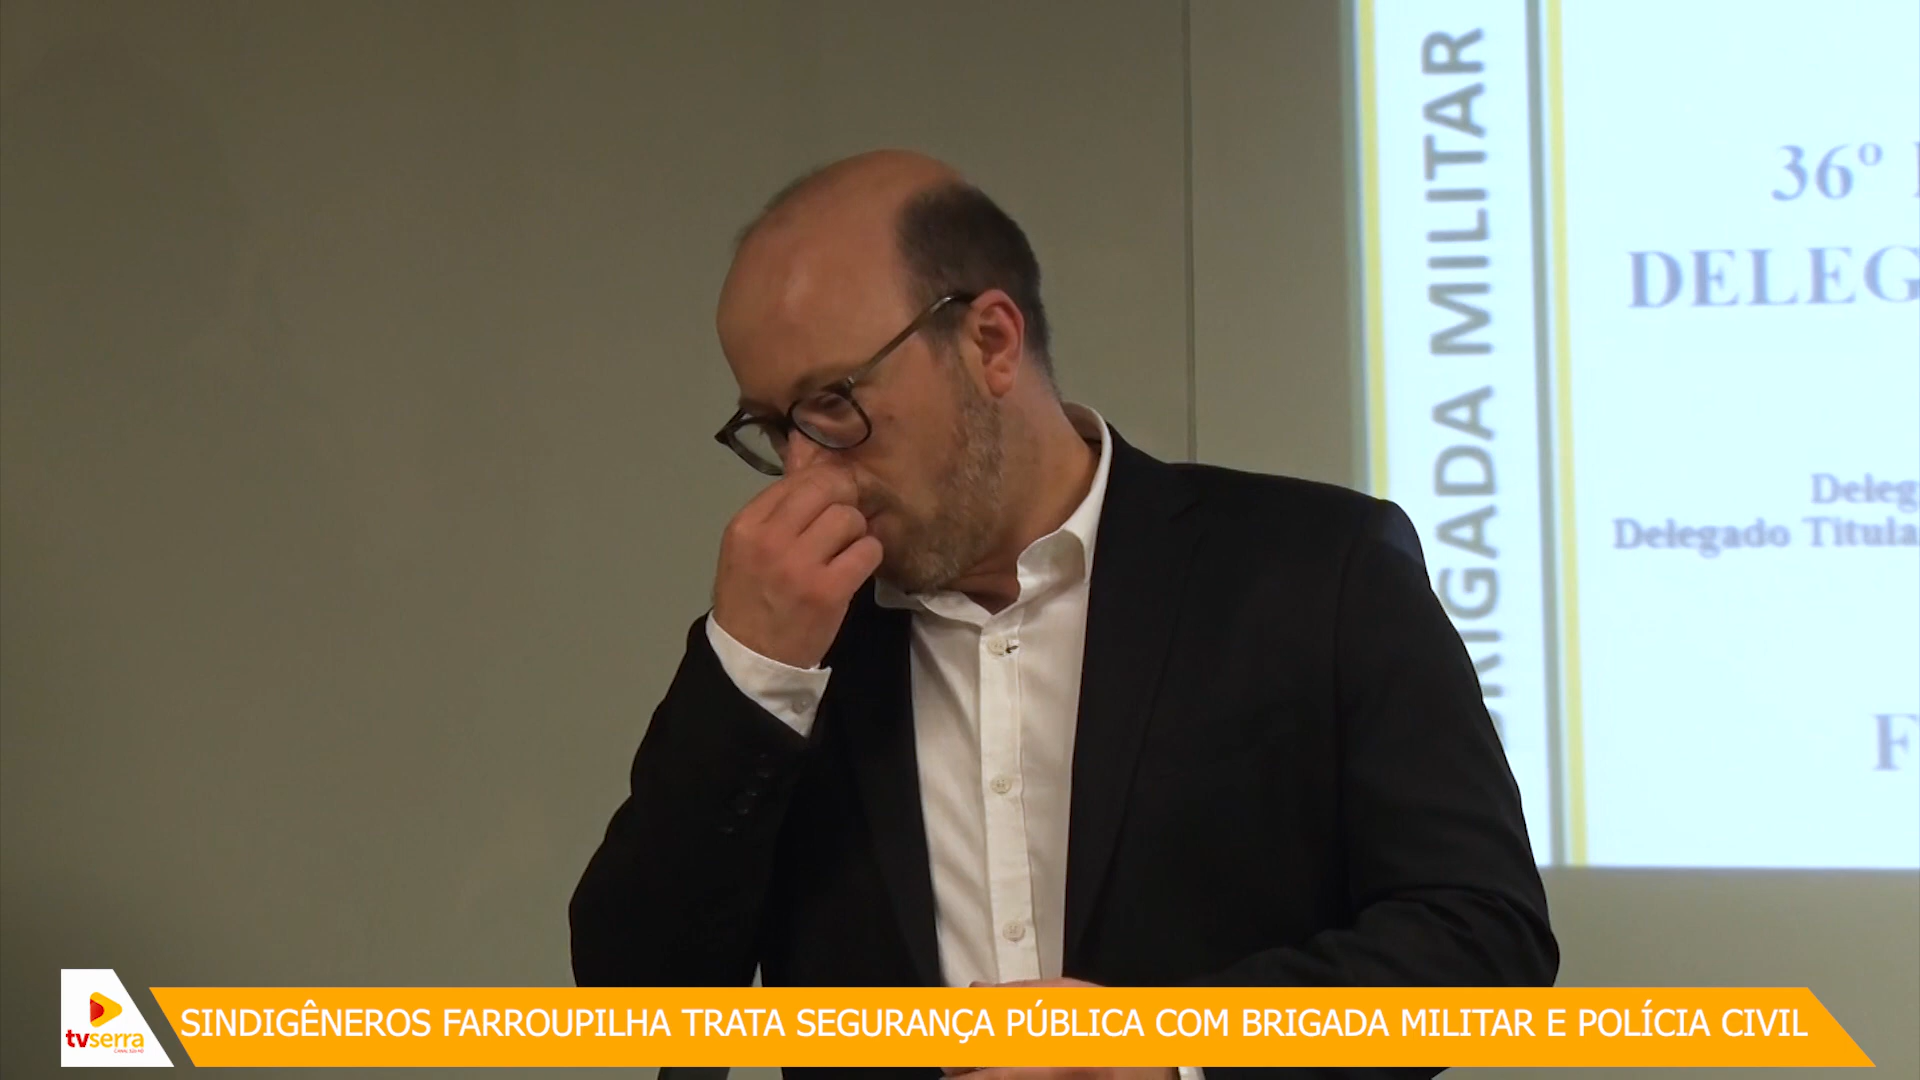 BRIGADA MILITAR
36º
DELEG
Deleg
Delegado Titula
F
tvserra
SINDIGÊNEROS FARROUPILHA TRATA SEGURANÇA PÚBLICA COM BRIGADA MILITAR E POLÍCIA CIVIL